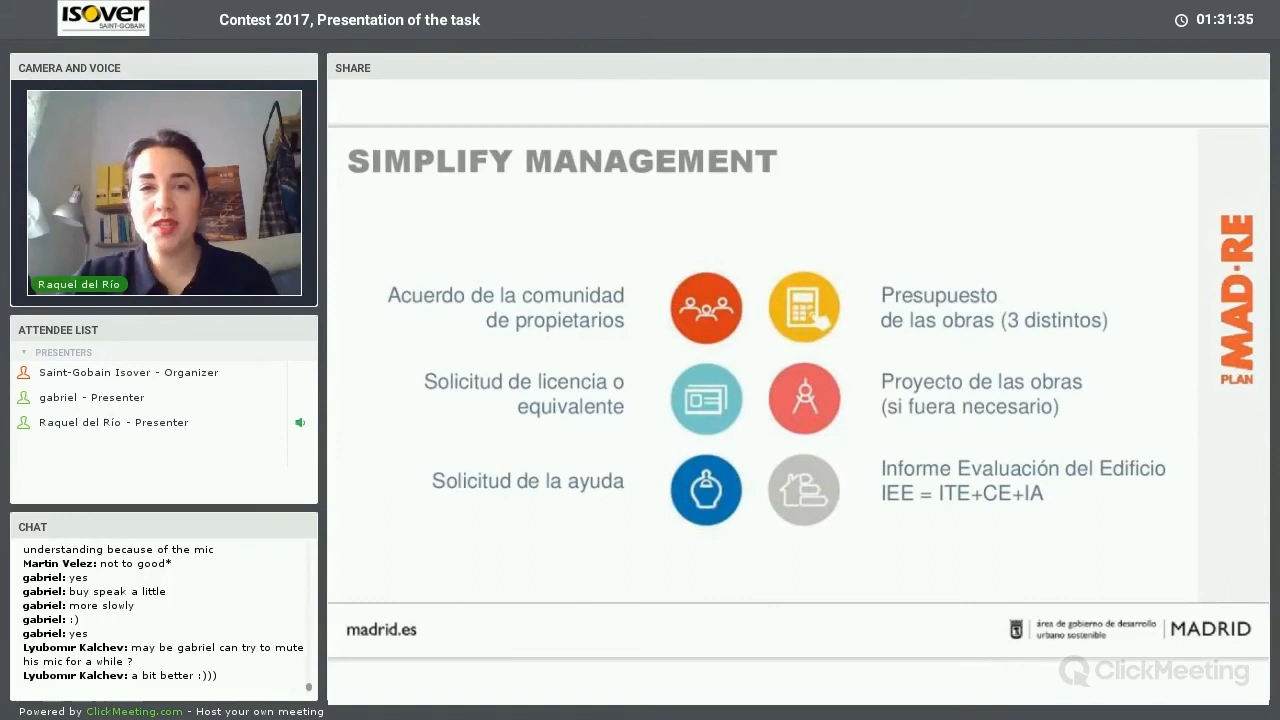 isover
SAINT-GOBAIN
Contest 2017, Presentation of the task
01:31:35
CAMERA AND VOICE
Raquel del Río
ATTENDEE LIST
PRESENTERS
Saint-Gobain Isover - Organizer
gabriel - Presenter
Raquel del Río - Presenter
CHAT
understanding because of the mic
Martin Velez: not to good*
gabriel: yes
gabriel: buy speak a little
gabriel: more slowly
gabriel: :)
gabriel: yes
Lyubomır Kalchev: may be gabriel can try to mute
his mic for a while ?
Lyubomır Kalchev: a bit better :)))
Powered by ClickMeeting.com - Host your own meeting
SHARE
SIMPLIFY MANAGEMENT
Acuerdo de la comunidad
de propietarios
Presupuesto
de las obras (3 distintos)
Solicitud de licencia o
equivalente
Proyecto de las obras
(si fuera necesario)
Solicitud de la ayuda
Informe Evaluación del Edificio
IEE = ITE+CE+IA
PLAN MAD-RE
madrid.es
área de gobierno de desarrollo
urbano sostenible
MADRID
ClickMeeting